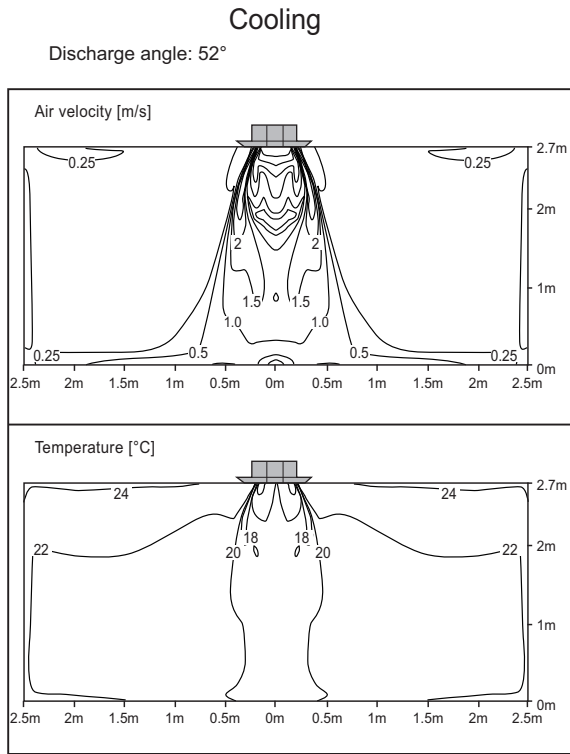 Cooling
Discharge angle: 52°
Air velocity [m/s]
0.25 0.25 2.7m
2m
2 2
1m
1.5 1.5
1.0 1.0
0.25 0.5 0.5 0.25
0m
2.5m 2m 1.5m 1m 0.5m 0m 0.5m 1m 1.5m 2m 2.5m
Temperature [°C]
2.7m
24 24
18 18
22 20 20 22 2m
1m
0m
2.5m 2m 1.5m 1m 0.5m 0m 0.5m 1m 1.5m 2m 2.5m